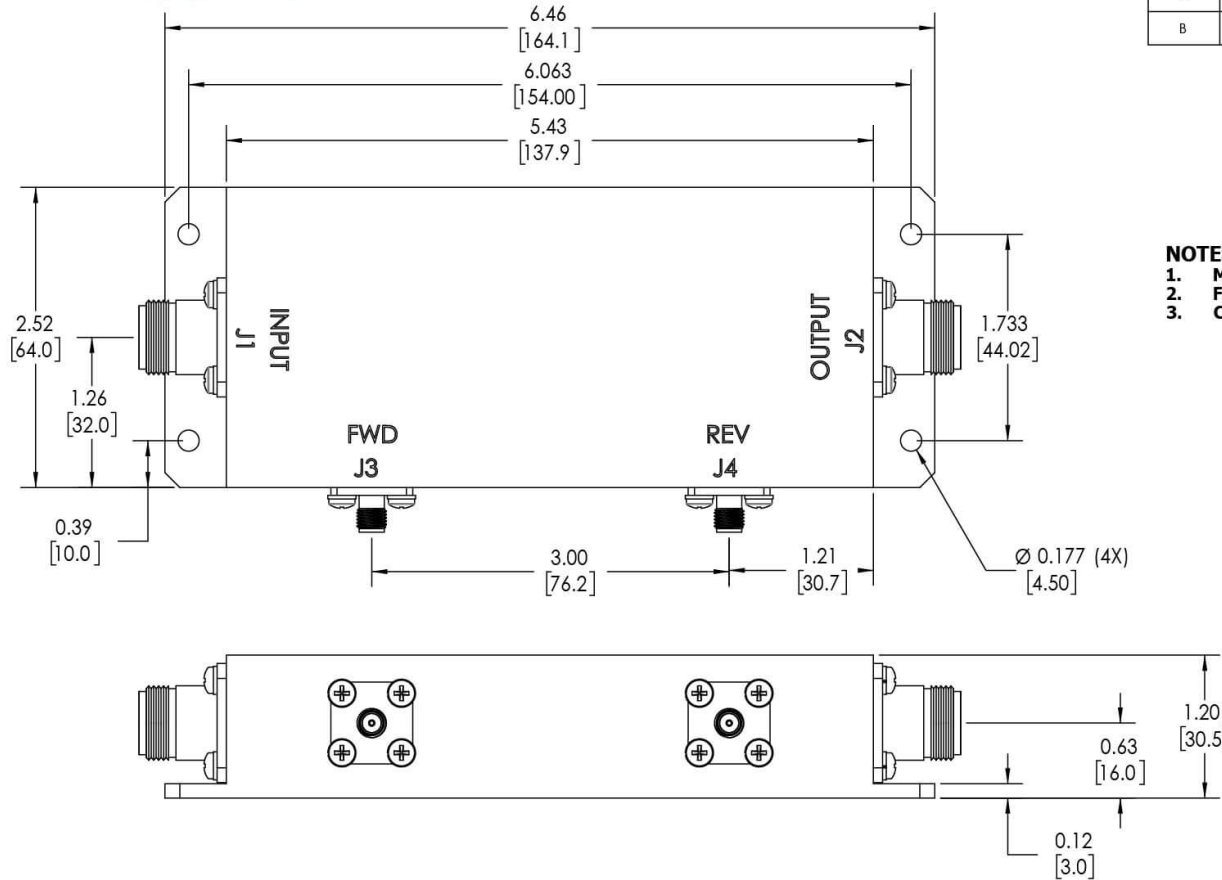 6.46
[164.1]
B
6.063
[154.00]
5.43
[137.9]
NOTE
1. M
2. F
3. C
2.52
[64.0]
INPUT
J1
OUTPUT
J2
1.733
[44.02]
1.26
[32.0]
FWD
J3
REV
J4
0.39
[10.0]
3.00
[76.2]
1.21
[30.7]
Ø 0.177 (4X)
[4.50]
1.20
[30.5
0.63
[16.0]
0.12
[3.0]